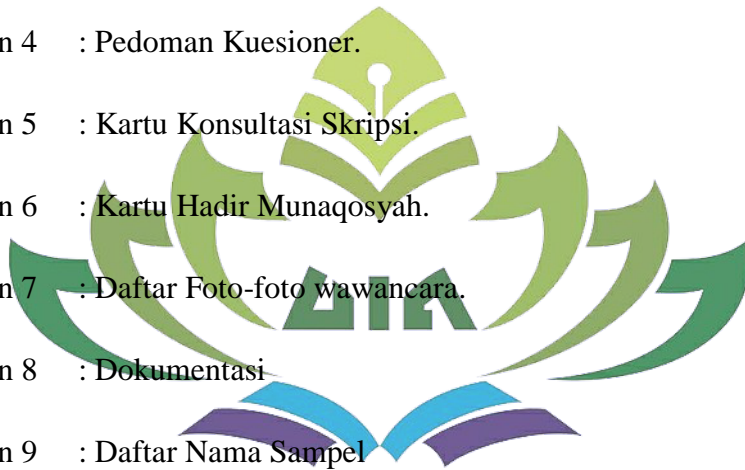 n 4 : Pedoman Kuesioner.
n 5 : Kartu Konsultasi Skripsi.
n 6 : Kartu Hadir Munaqosyah.
n 7 : Daftar Foto-foto wawancara.
UIN
n 8 : Dokumentasi
n 9 : Daftar Nama Sampel